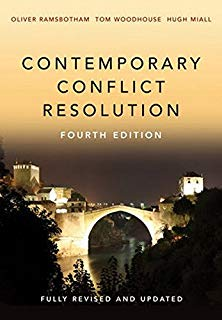 OLIVER RAMSBOTHAM TOM WOODHOUSE HUGH MIALL
CONTEMPORARY
CONFLICT
RESOLUTION
FOURTH EDITION
FULLY REVISED AND UPDATED